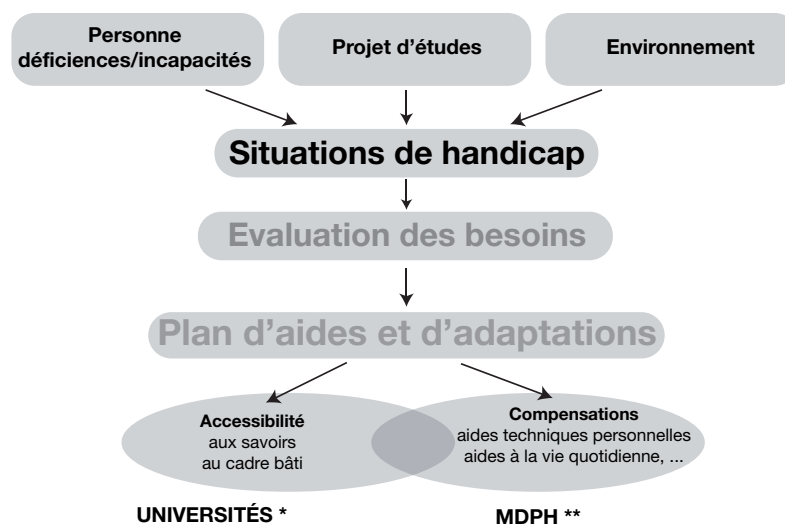 Personne
déficiences/incapacités
Projet d’études
Environnement
Situations de handicap
Evaluation des besoins
Plan d’aides et d’adaptations
Accessibilité
aux savoirs
au cadre bâti
Compensations
aides techniques personnelles
aides à la vie quotidienne, ...
UNIVERSITÉS *
MDPH **